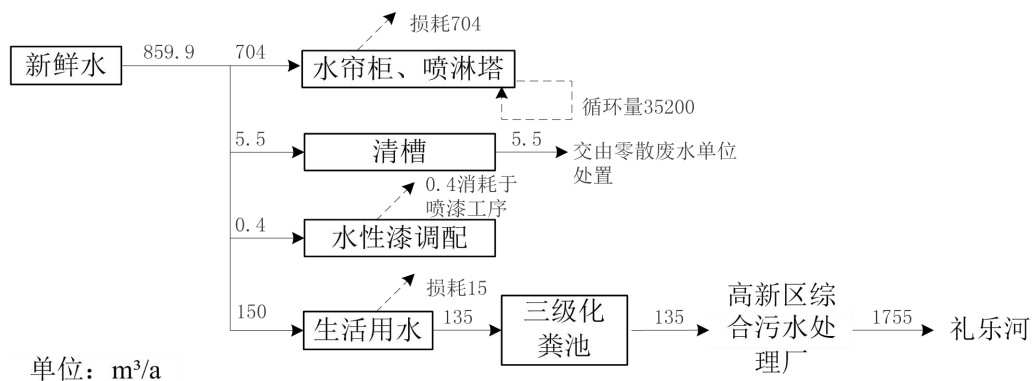 损耗704
859.9
704
新鲜水
水帘柜、喷淋塔
循环量35200
5.5
清槽
5.5
交由零散废水单位
处置
0.4消耗于
喷漆工序
0.4
水性漆调配
损耗15
150
生活用水
135
三级化
粪池
135
高新区综
合污水处
理厂
1755
礼乐河
单位：m³/a